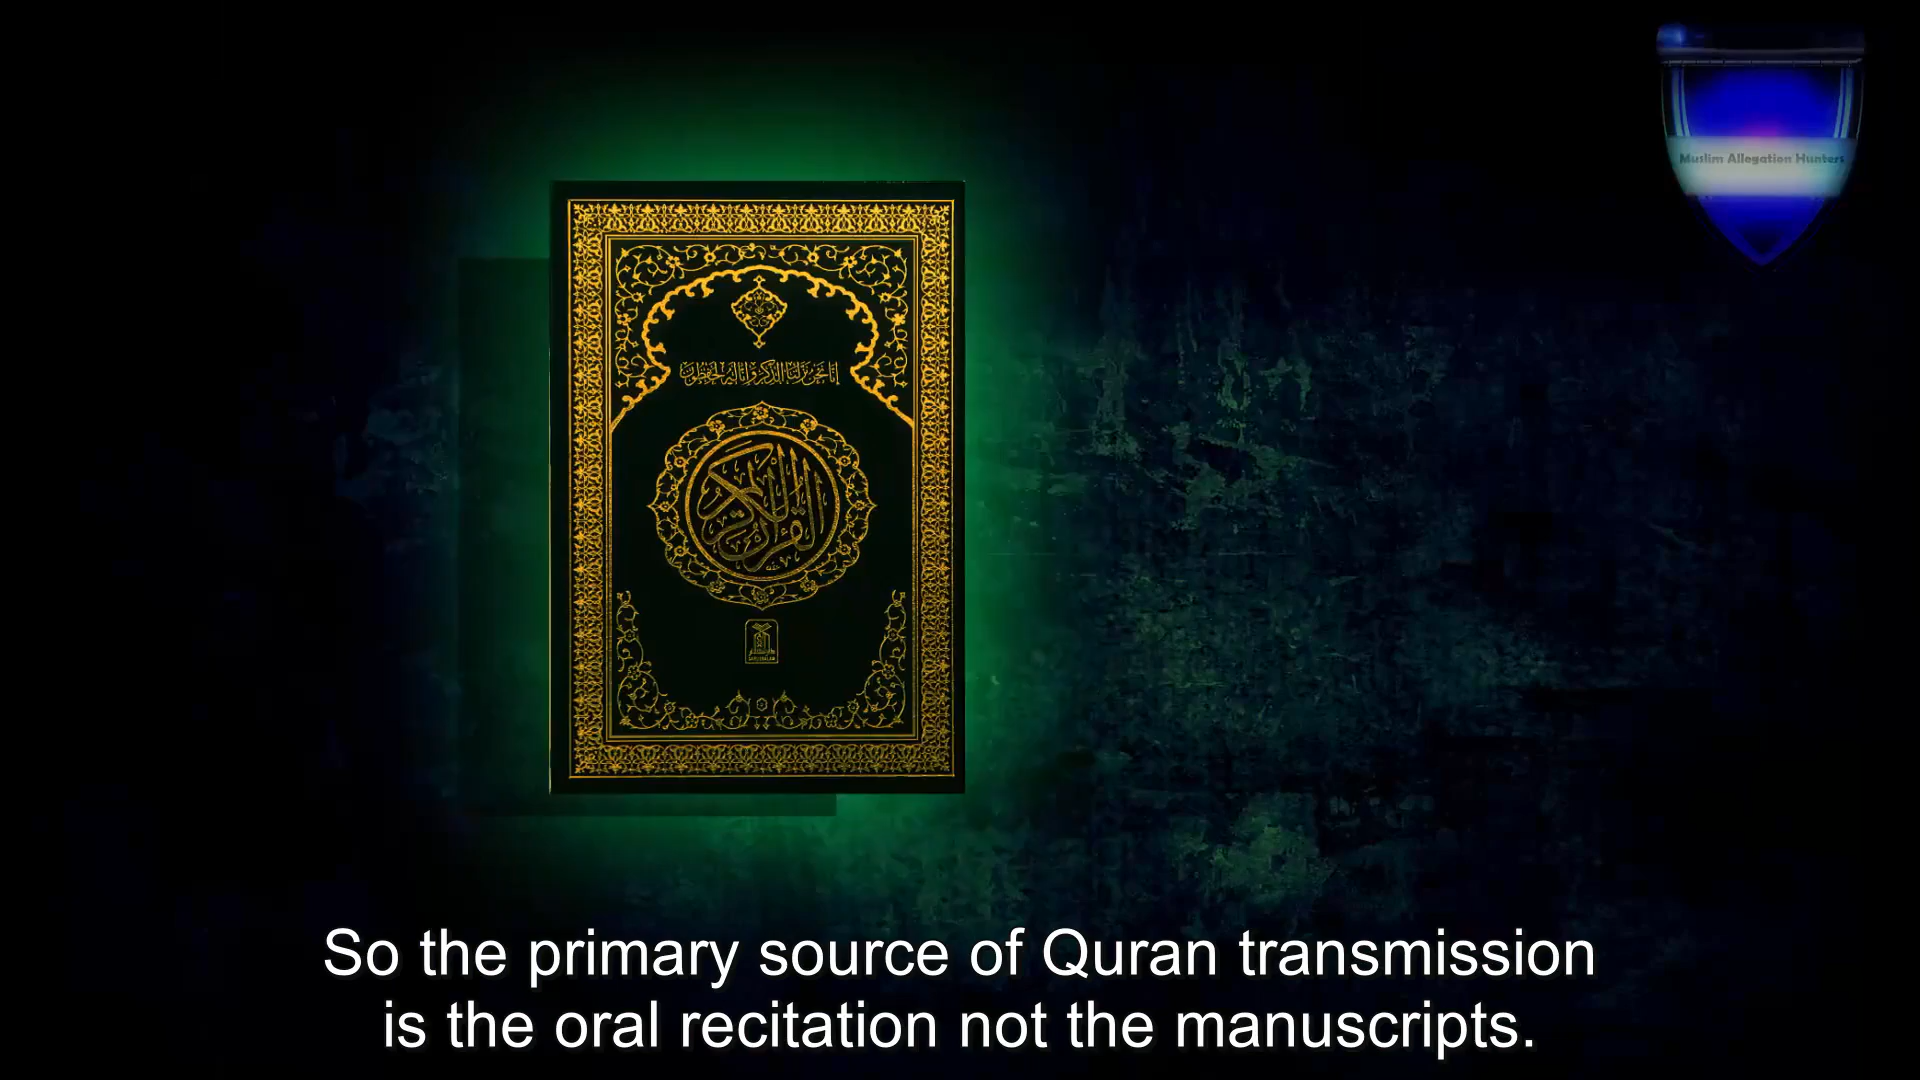 Muslim Allegation Hunters
إنا نحن نزلنا الذكر وإنا له لحفظون
القرآن الكريم
So the primary source of Quran transmission
is the oral recitation not the manuscripts.